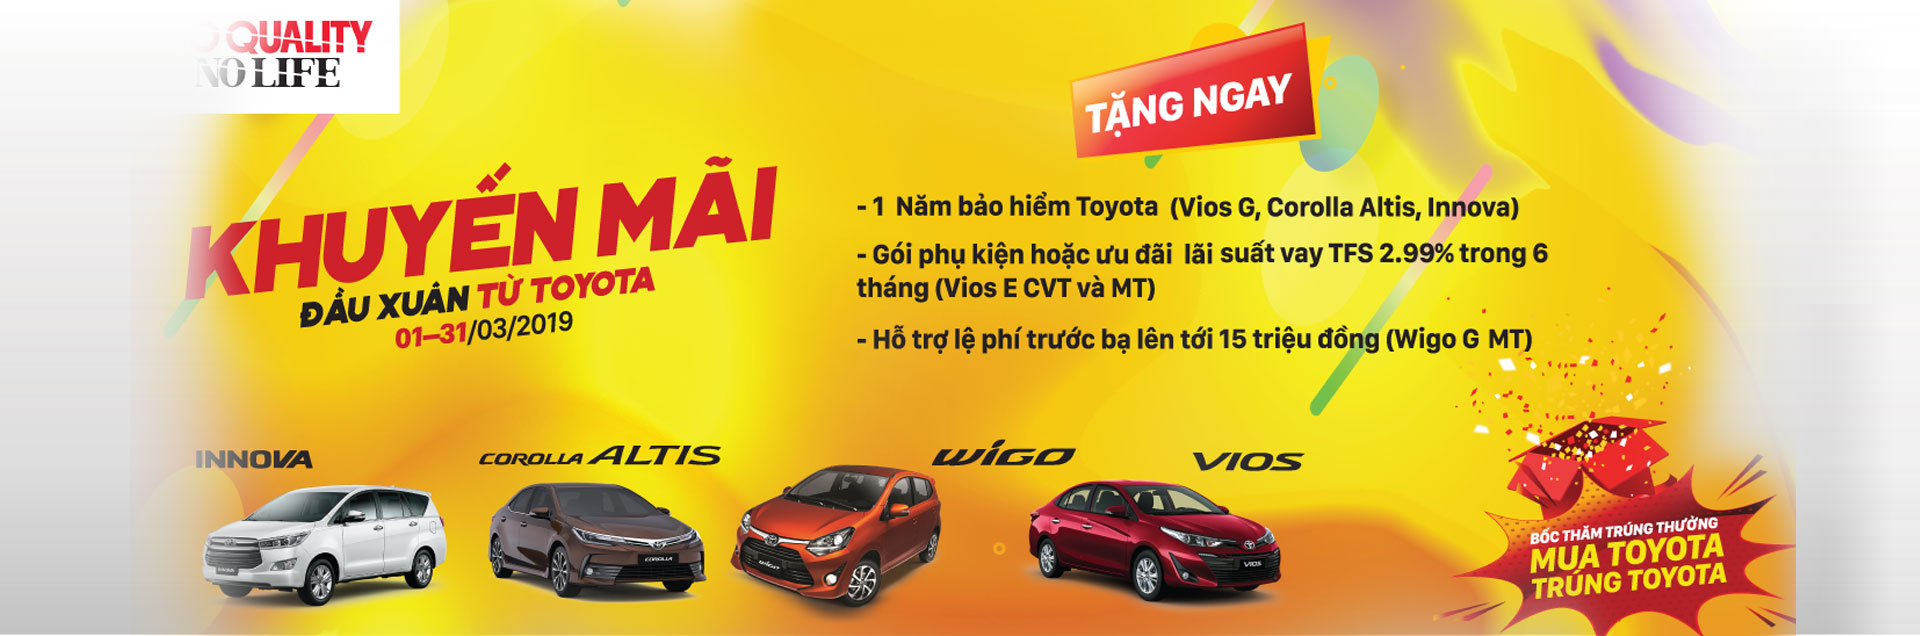 QUALITY
NO LIFE
TẶNG NGAY
KHUYẾN MÃI
ĐẦU XUÂN TỪ TOYOTA
01–31/03/2019
- 1 Năm bảo hiểm Toyota (Vios G, Corolla Altis, Innova)
- Gói phụ kiện hoặc ưu đãi lãi suất vay TFS 2.99% trong 6
tháng (Vios E CVT và MT)
- Hỗ trợ lệ phí trước bạ lên tới 15 triệu đồng (Wigo G MT)
INNOVA
COROLLA ALTIS
WIGO
VIOS
COROLLA
WIGO
VIOS
BỐC THĂM TRÚNG THƯỞNG
MUA TOYOTA
TRÚNG TOYOTA